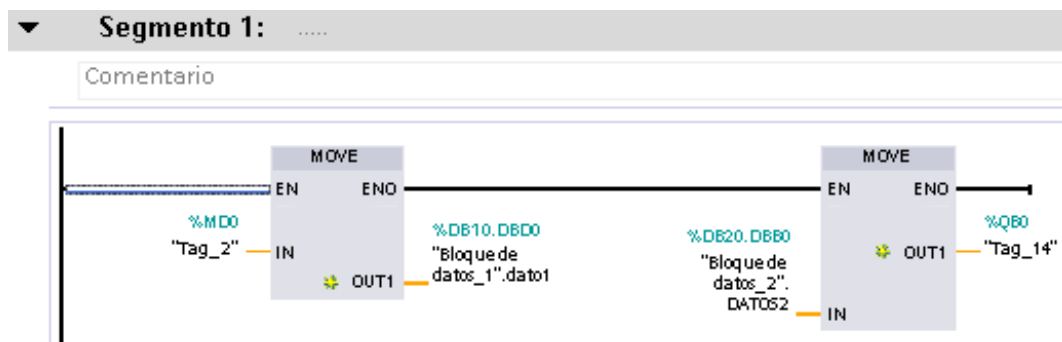 Segmento 1: .....
Comentario
MOVE
EN ENO
%MD0
"Tag_2"
IN
OUT1
%DB10.DBD0
"Bloque de
datos_1".dato1
MOVE
EN ENO
%DB20.DBB0
"Bloque de
datos_2".
DATOS2
IN
OUT1
%QB0
"Tag_14"